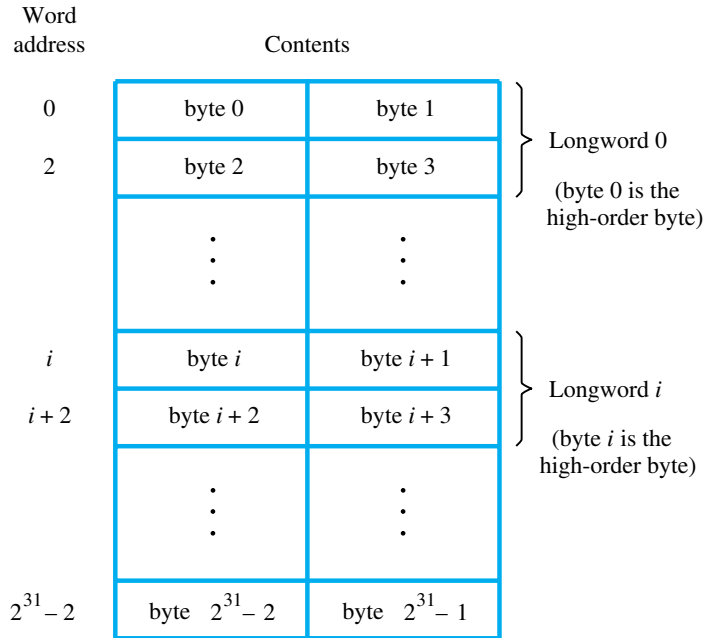 Word
address
Contents
0
byte 0
byte 1
Longword 0
2
byte 2
byte 3
(byte 0 is the
high-order byte)
i
byte i
byte i + 1
Longword i
i + 2
byte i + 2
byte i + 3
(byte i is the
high-order byte)
2^31 – 2
byte 2^31 – 2
byte 2^31 – 1